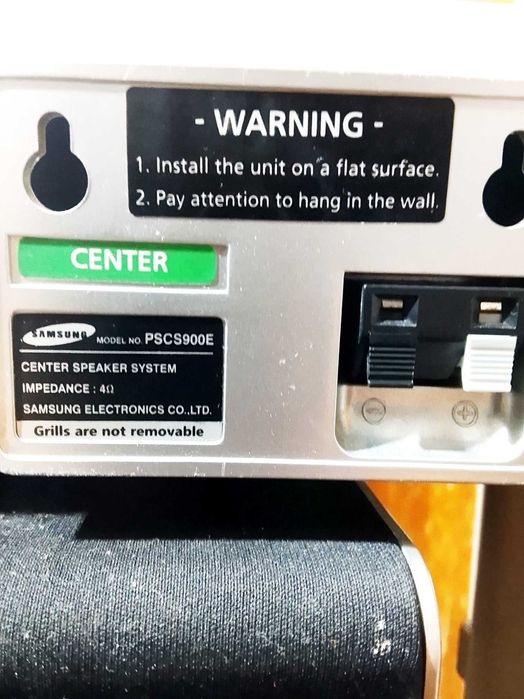 - WARNING -
1. Install the unit on a flat surface.
2. Pay attention to hang in the wall.
CENTER
SAMSUNG MODEL NO. PSCS900E
CENTER SPEAKER SYSTEM
IMPEDANCE : 4Ω
SAMSUNG ELECTRONICS CO.,LTD.
Grills are not removable
- +